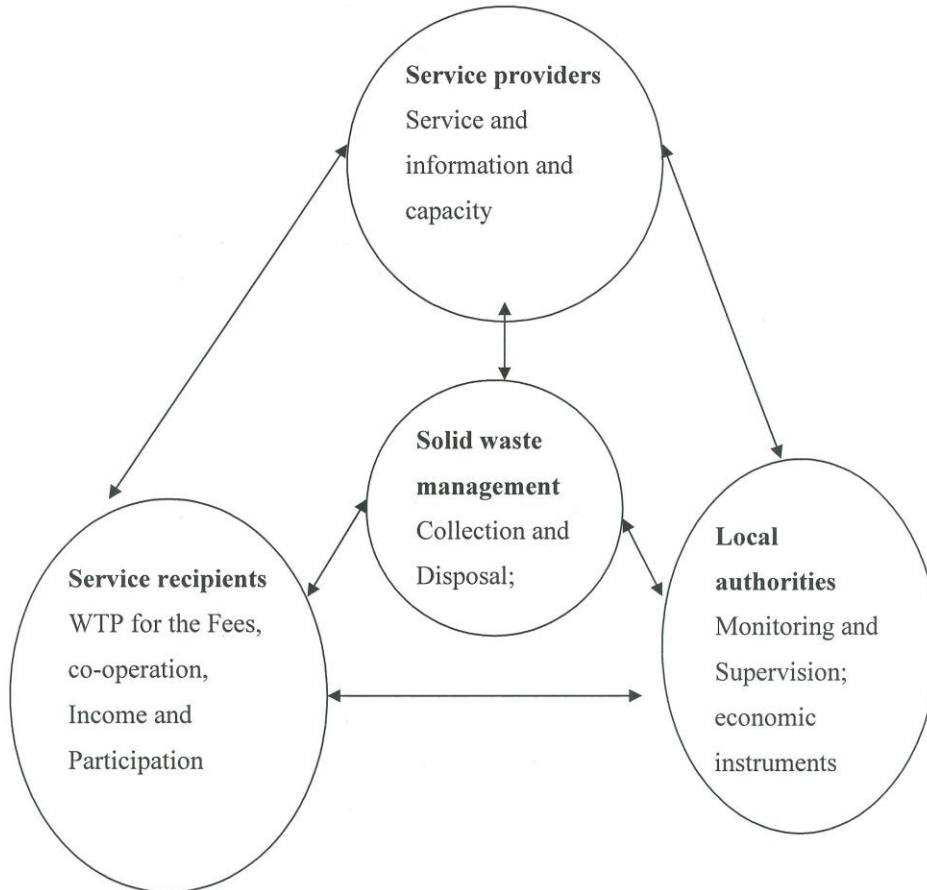 Service providers
Service and
information and
capacity
Solid waste
management
Collection and
Disposal;
Service recipients
WTP for the Fees,
co-operation,
Income and
Participation
Local
authorities
Monitoring and
Supervision;
economic
instruments